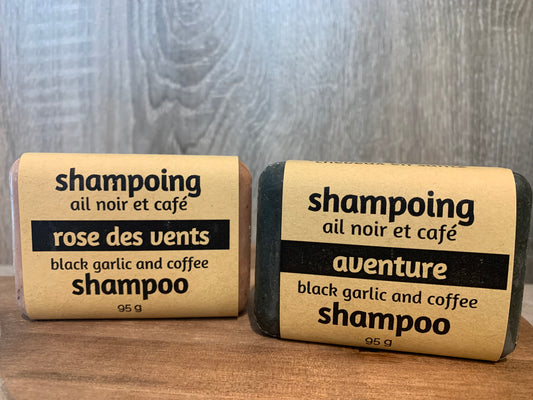 shampoing
ail noir et café
rose des vents
black garlic and coffee
shampoo
95 g
shampoing
ail noir et café
aventure
black garlic and coffee
shampoo
95 g